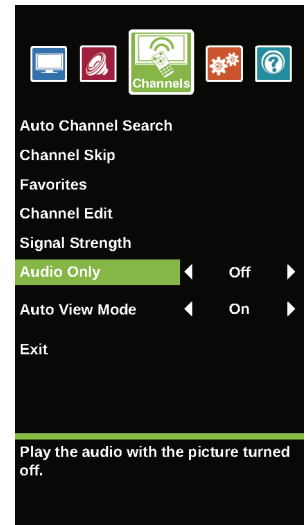 Channels
Auto Channel Search
Channel Skip
Favorites
Channel Edit
Signal Strength
Audio Only Off
Auto View Mode On
Exit
Play the audio with the picture turned
off.